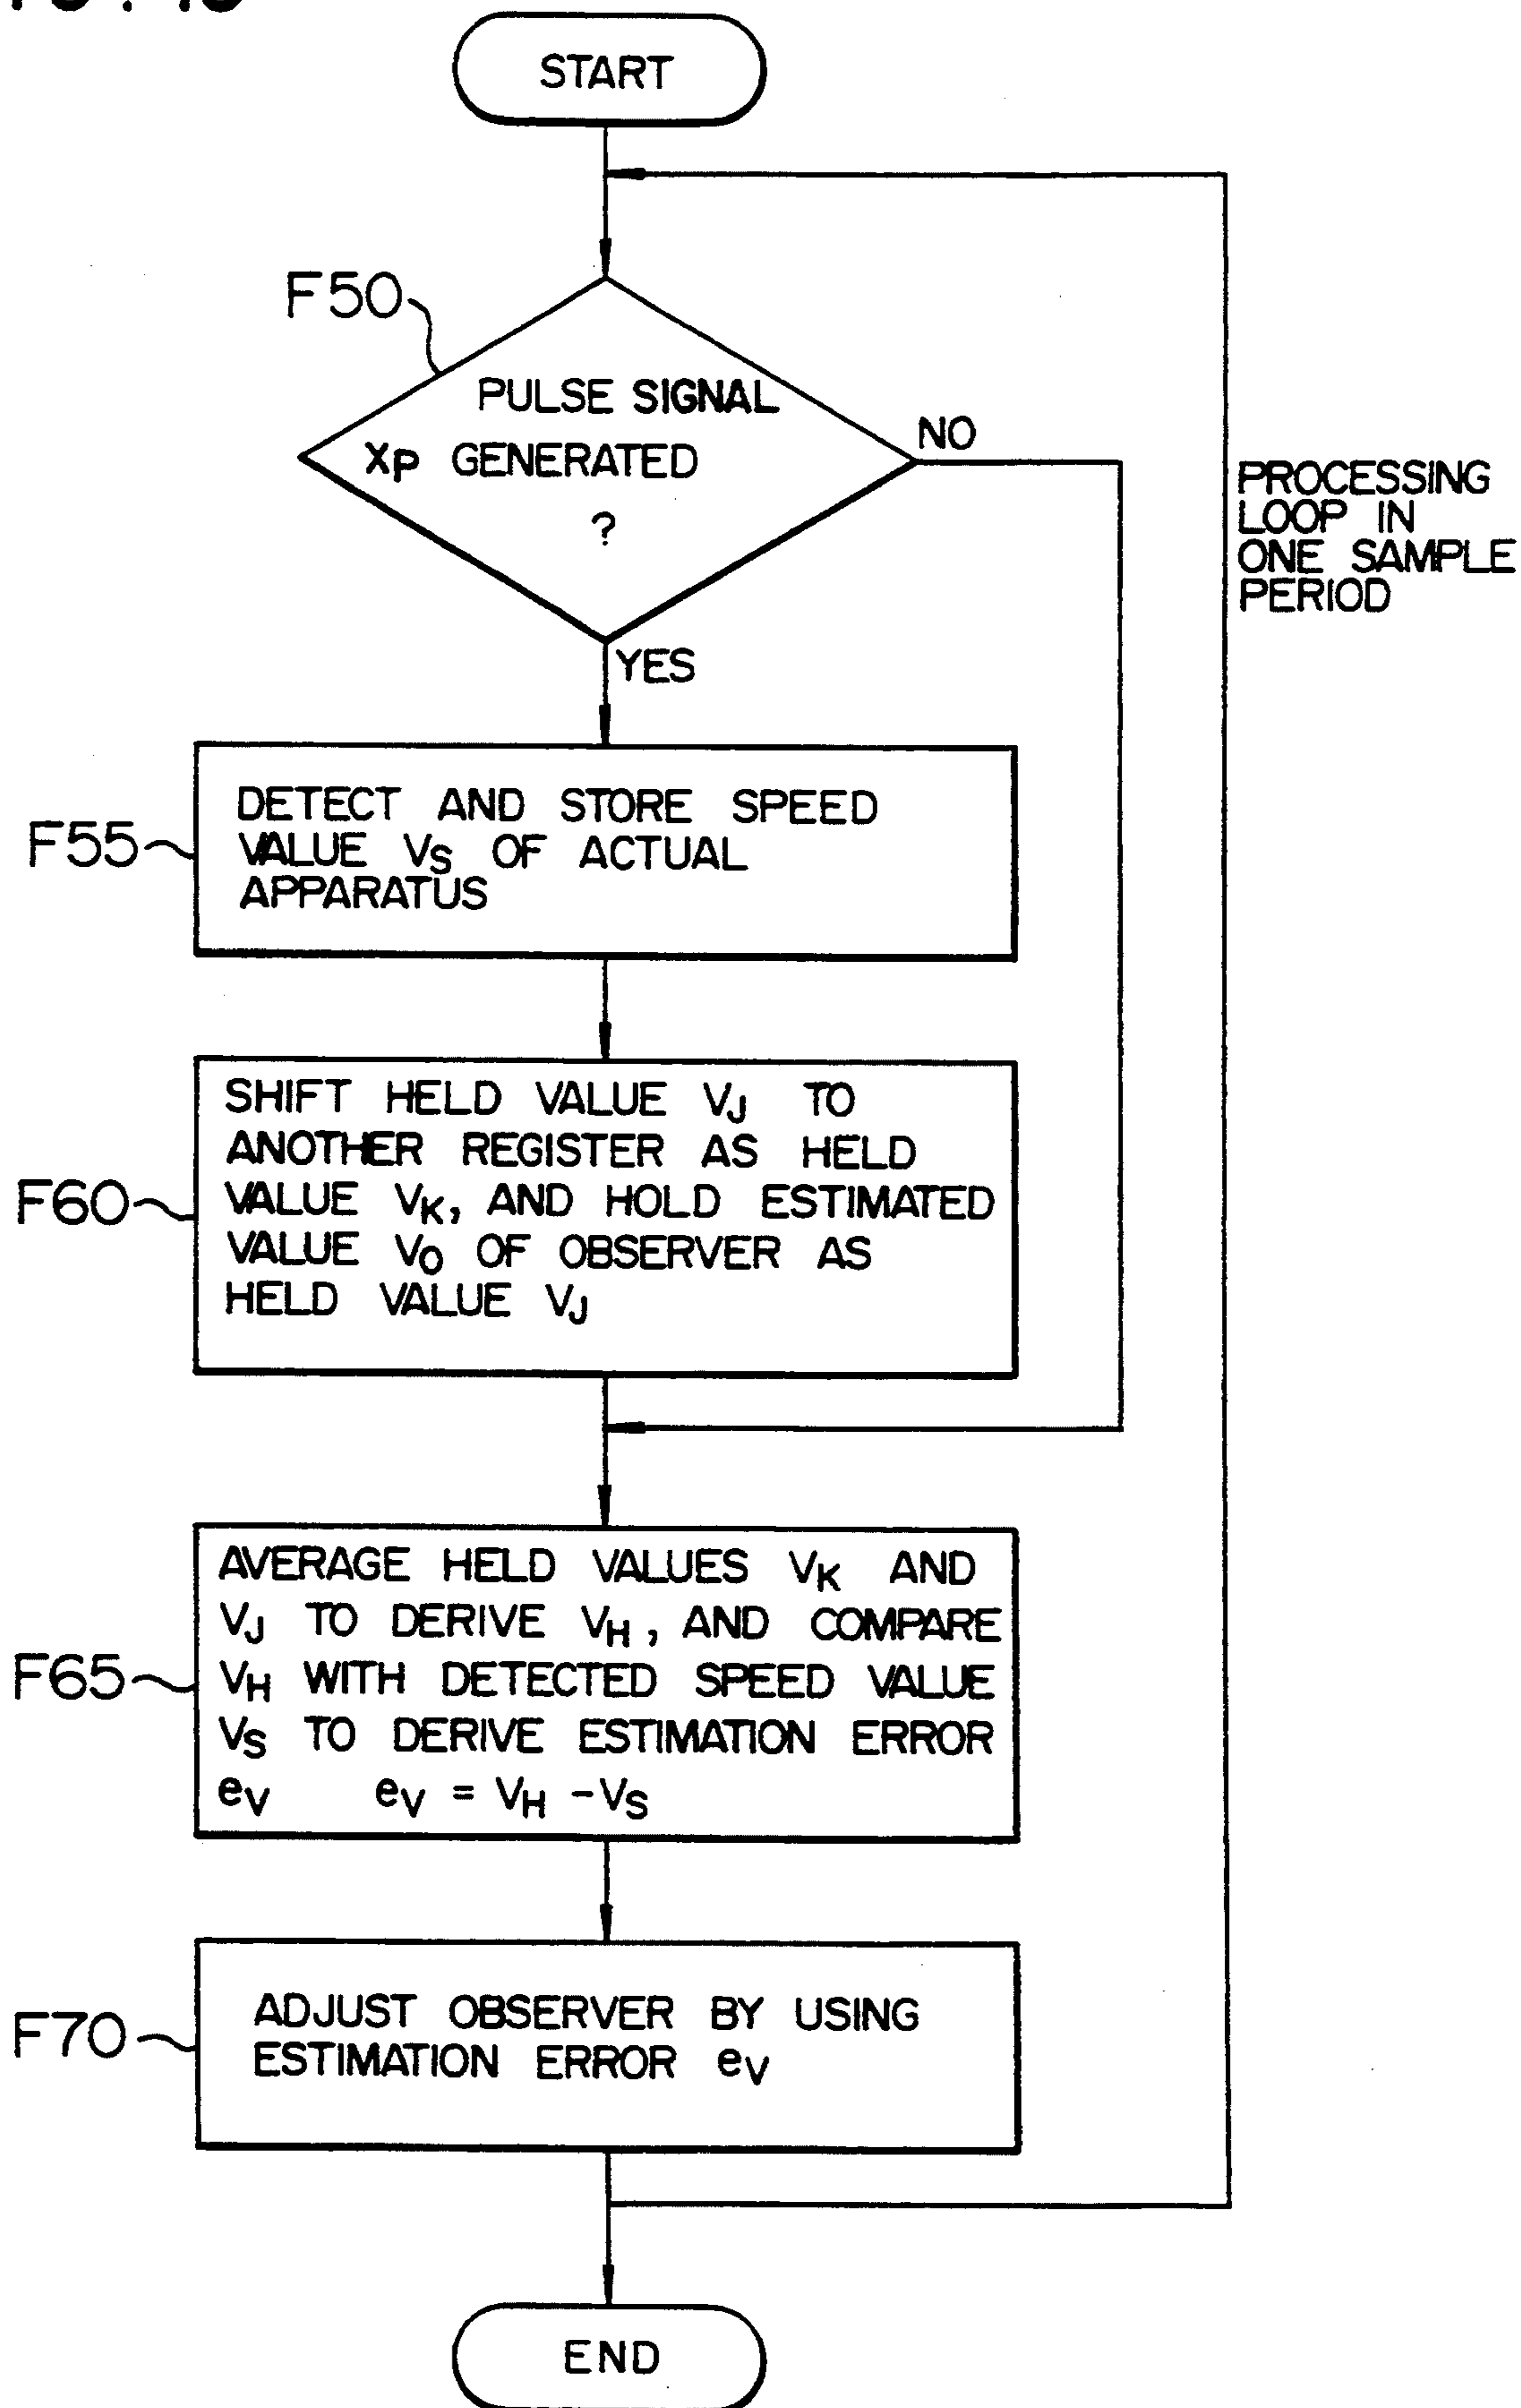 START
F50
PULSE SIGNAL
XP GENERATED
?
NO
YES
PROCESSING
LOOP IN
ONE SAMPLE
PERIOD
F55
DETECT AND STORE SPEED
VALUE VS OF ACTUAL
APPARATUS
F60
SHIFT HELD VALUE VJ TO
ANOTHER REGISTER AS HELD
VALUE VK, AND HOLD ESTIMATED
VALUE VO OF OBSERVER AS
HELD VALUE VJ
F65
AVERAGE HELD VALUES VK AND
VJ TO DERIVE VH, AND COMPARE
VH WITH DETECTED SPEED VALUE
VS TO DERIVE ESTIMATION ERROR
eV eV = VH - VS
F70
ADJUST OBSERVER BY USING
ESTIMATION ERROR eV
END